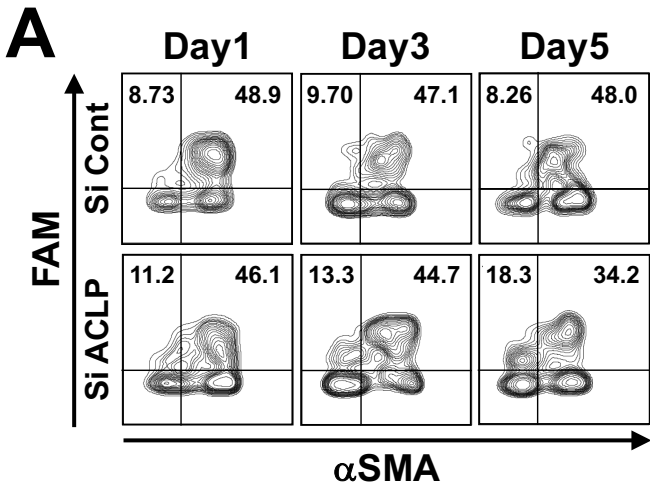 A
Day1 Day3 Day5
Si Cont
8.73 48.9 9.70 47.1 8.26 48.0
FAM
Si ACLP
11.2 46.1 13.3 44.7 18.3 34.2
αSMA